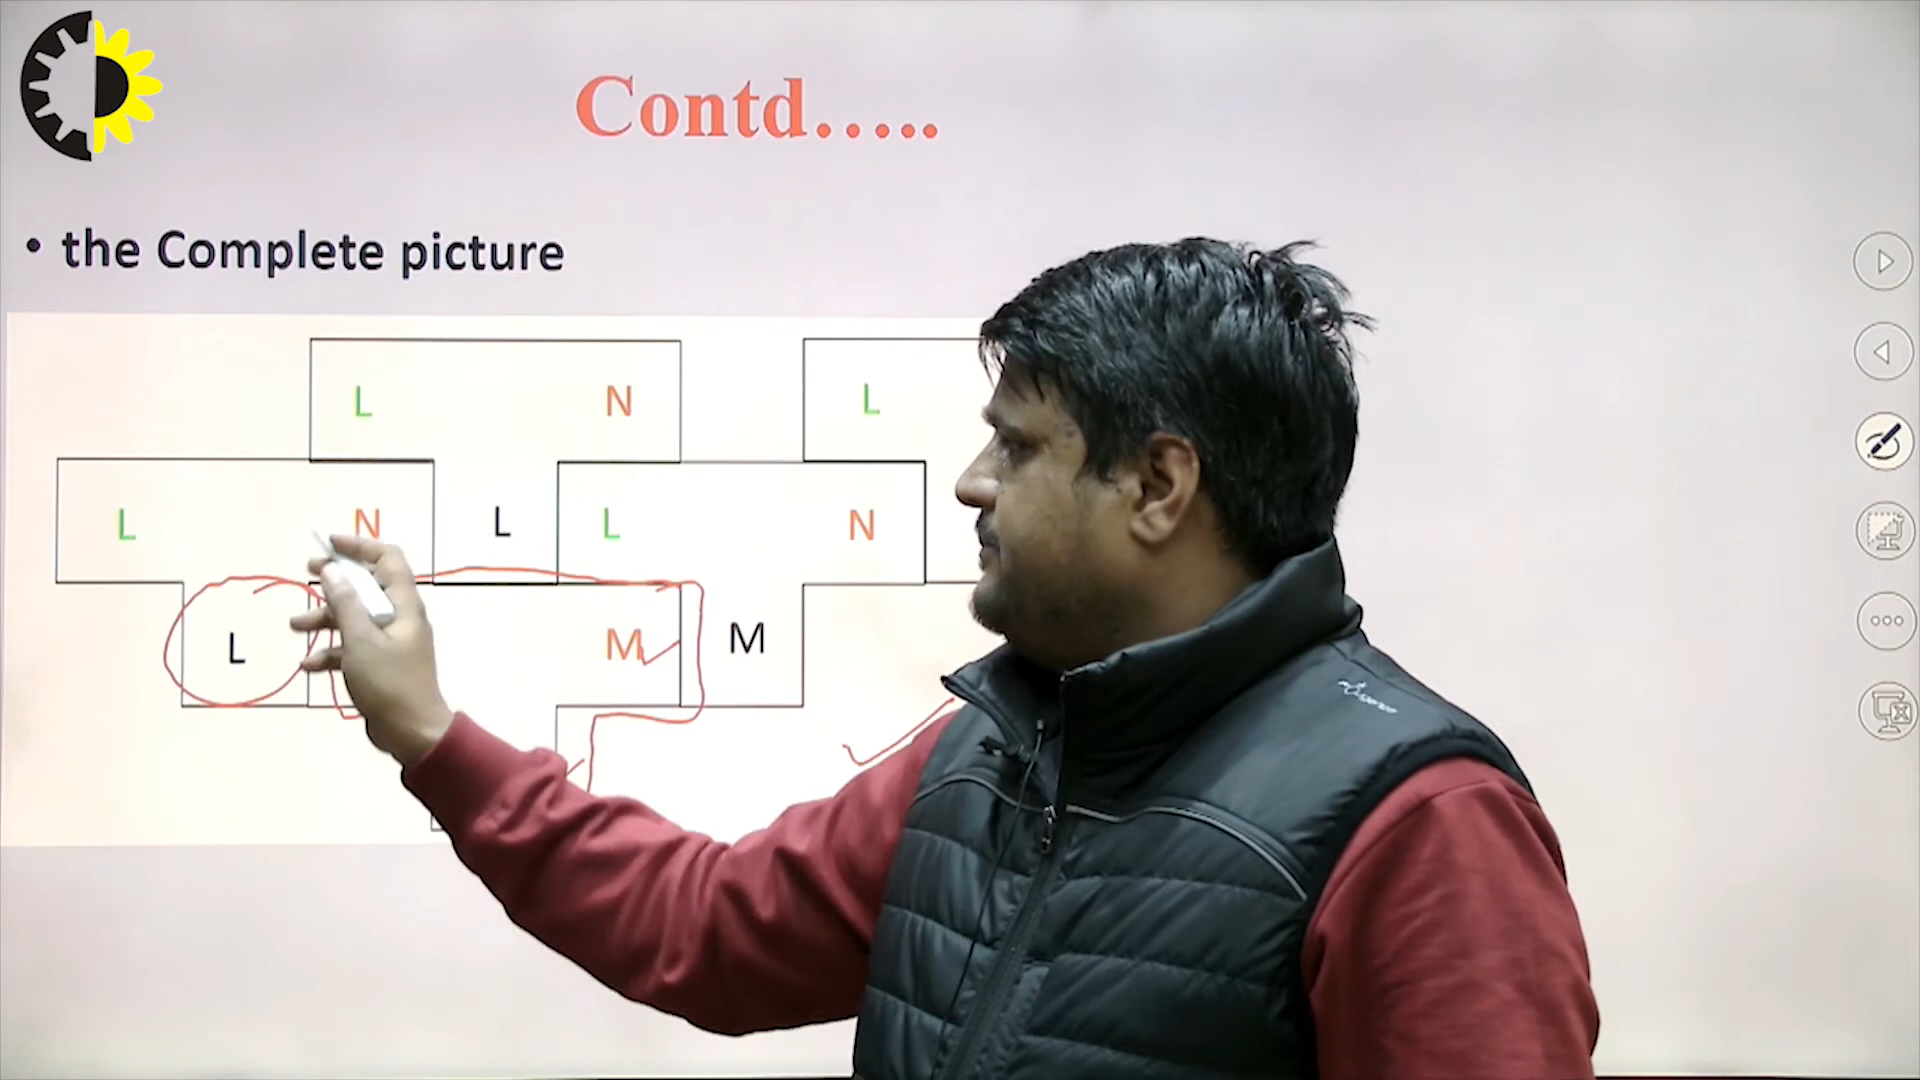 Contd.....
• the Complete picture
L N L
L N L L N
L M M